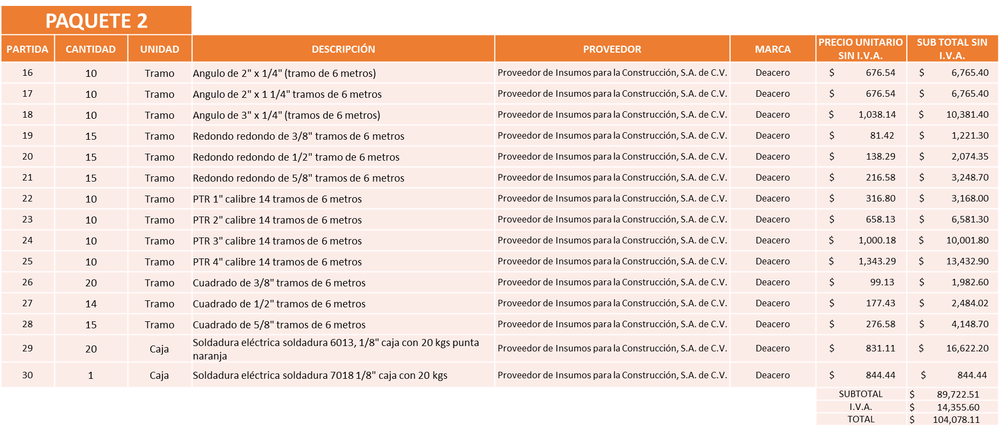 PAQUETE 2
PARTIDA CANTIDAD UNIDAD DESCRIPCIÓN PROVEEDOR MARCA PRECIO UNITARIO SIN I.V.A. SUB TOTAL SIN I.V.A.
16 10 Tramo Angulo de 2" x 1/4" (tramo de 6 metros) Proveedor de Insumos para la Construcción, S.A. de C.V. Deacero $ 676.54 $ 6,765.40
17 10 Tramo Angulo de 2" x 1 1/4" tramos de 6 metros Proveedor de Insumos para la Construcción, S.A. de C.V. Deacero $ 676.54 $ 6,765.40
18 10 Tramo Angulo de 3" x 1/4" (tramos de 6 metros) Proveedor de Insumos para la Construcción, S.A. de C.V. Deacero $ 1,038.14 $ 10,381.40
19 15 Tramo Redondo redondo de 3/8" tramos de 6 metros Proveedor de Insumos para la Construcción, S.A. de C.V. Deacero $ 81.42 $ 1,221.30
20 15 Tramo Redondo redondo de 1/2" tramo de 6 metros Proveedor de Insumos para la Construcción, S.A. de C.V. Deacero $ 138.29 $ 2,074.35
21 15 Tramo Redondo redondo de 5/8" tramos de 6 metros Proveedor de Insumos para la Construcción, S.A. de C.V. Deacero $ 216.58 $ 3,248.70
22 10 Tramo PTR 1" calibre 14 tramos de 6 metros Proveedor de Insumos para la Construcción, S.A. de C.V. Deacero $ 316.80 $ 3,168.00
23 10 Tramo PTR 2" calibre 14 tramos de 6 metros Proveedor de Insumos para la Construcción, S.A. de C.V. Deacero $ 658.13 $ 6,581.30
24 10 Tramo PTR 3" calibre 14 tramos de 6 metros Proveedor de Insumos para la Construcción, S.A. de C.V. Deacero $ 1,000.18 $ 10,001.80
25 10 Tramo PTR 4" calibre 14 tramos de 6 metros Proveedor de Insumos para la Construcción, S.A. de C.V. Deacero $ 1,343.29 $ 13,432.90
26 20 Tramo Cuadrado de 3/8" tramos de 6 metros Proveedor de Insumos para la Construcción, S.A. de C.V. Deacero $ 99.13 $ 1,982.60
27 14 Tramo Cuadrado de 1/2" tramos de 6 metros Proveedor de Insumos para la Construcción, S.A. de C.V. Deacero $ 177.43 $ 2,484.02
28 15 Tramo Cuadrado de 5/8" tramos de 6 metros Proveedor de Insumos para la Construcción, S.A. de C.V. Deacero $ 276.58 $ 4,148.70
29 20 Caja Soldadura eléctrica soldadura 6013, 1/8" caja con 20 kgs punta naranja Proveedor de Insumos para la Construcción, S.A. de C.V. Deacero $ 831.11 $ 16,622.20
30 1 Caja Soldadura eléctrica soldadura 7018 1/8" caja con 20 kgs Proveedor de Insumos para la Construcción, S.A. de C.V. Deacero $ 844.44 $ 844.44
SUBTOTAL $ 89,722.51
I.V.A. $ 14,355.60
TOTAL $ 104,078.11